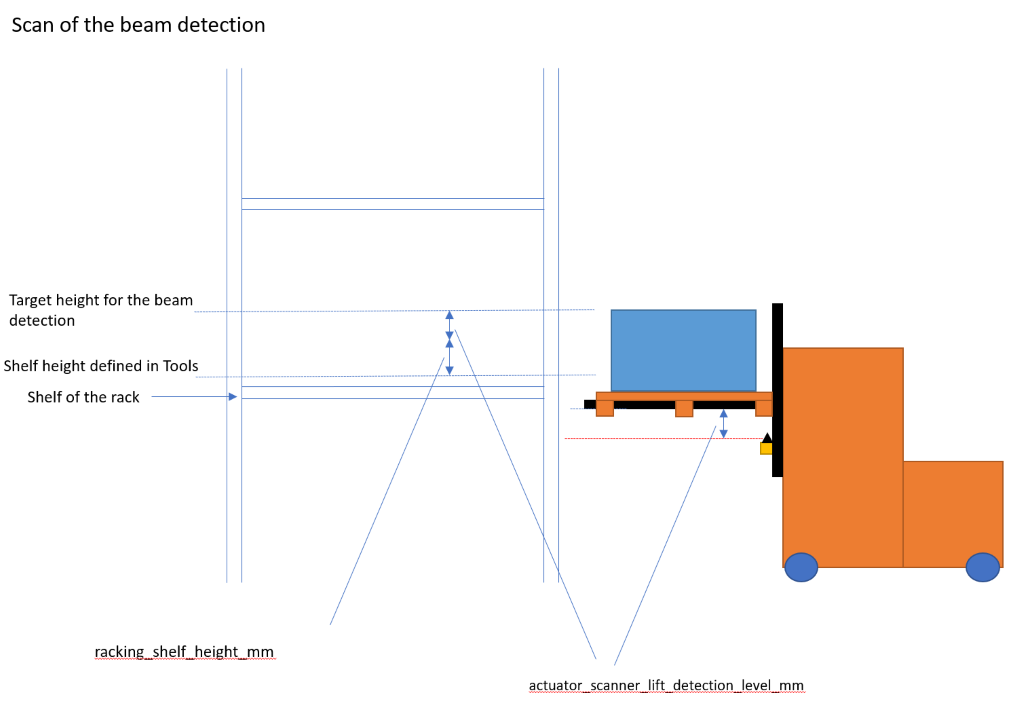 Scan of the beam detection
Target height for the beam
detection
Shelf height defined in Tools
Shelf of the rack
racking_shelf_height_mm
actuator_scanner_lift_detection_level_mm